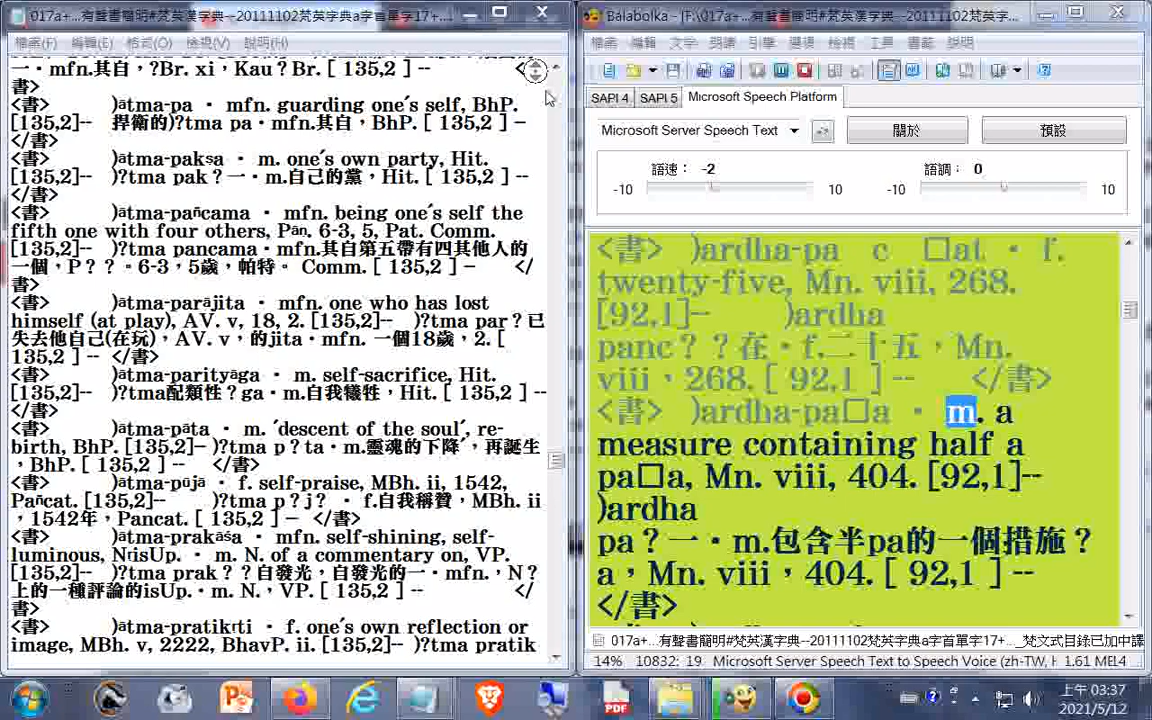 017a+...有聲書簡明#梵英漢字典--20111102梵英字典a字首單字17+...
檔案(F) 編輯(E) 格式(O) 檢視(V) 說明(H)
一・mfn.其自，?Br. xi, Kau？Br. [ 135,2 ] -- </
書>
<書> )ātma-pa ・ mfn. guarding one's self, BhP.
[135,2]-- 捍衛的)?tma pa・mfn.其自，BhP. [ 135,2 ] --
</書>
<書> )ātma-pakṣa ・ m. one's own party, Hit.
[135,2]-- )?tma pak？一・m.自己的黨，Hit. [ 135,2 ] --
</書>
<書> )ātma-pañcama ・ mfn. being one's self the
fifth one with four others, Pāṇ. 6-3, 5, Pat. Comm.
[135,2]-- )?tma pancama・mfn.其自第五帶有四其他人的
一個，P？？。6-3，5歲，帕特。 Comm. [ 135,2 ] -- </
書>
<書> )ātma-parājita ・ mfn. one who has lost
himself (at play), AV. v, 18, 2. [135,2]-- )?tma par？已
失去他自己(在玩)，AV. v，的jita・mfn. 一個18歲，2. [
135,2 ] -- </書>
<書> )ātma-parityāga ・ m. self-sacrifice, Hit.
[135,2]-- )?tma配類性？ga・m.自我犧牲，Hit. [ 135,2 ] --
</書>
<書> )ātma-pāta ・ m. 'descent of the soul', re-
birth, BhP. [135,2]-- )?tma p？ta・m.靈魂的下降'，再誕生
，BhP. [ 135,2 ] -- </書>
<書> )ātma-pūjā ・ f. self-praise, MBh. ii, 1542,
Pañcat. [135,2]-- )?tma p？j？ ・ f.自我稱贊，MBh. ii
，1542年，Pancat. [ 135,2 ] -- </書>
<書> )ātma-prakāśa ・ mfn. self-shining, self-
luminous, NṛisUp. ・ m. N. of a commentary on, VP.
[135,2]-- )?tma prak？？自發光，自發光的一・mfn.，N？
上的一種評論的isUp.・m. N.，VP. [ 135,2 ] -- </
書>
<書> )ātma-pratikṛti ・ f. one's own reflection or
image, MBh. v, 2222, BhavP. ii. [135,2]-- )?tma pratik
Balabolka - [F:\017a+...有聲書簡明#梵英漢字典--20111102梵英字...
檔案 編輯 文字 朗讀 引擎 選項 檢視 工具 書籤 說明
SAPI 4 SAPI 5 Microsoft Speech Platform
Microsoft Server Speech Text 關於 預設
語速： -2 語調： 0
-10 10 -10 10
<書> )ardha-pa c □at ・ f.
twenty-five, Mn. viii, 268.
[92,1]-- )ardha
panc？？在・f.二十五，Mn.
viii，268. [ 92,1 ] -- </書>
<書> )ardha-pa□a ・ m. a
measure containing half a
pa□a, Mn. viii, 404. [92,1]--
)ardha
pa？一・m.包含半pa的一個措施？
a，Mn. viii，404. [ 92,1 ] --
</書>
017a+...有聲書簡明#梵英漢字典--20111102梵英字典a字首單字17+..._梵文式目錄已加中譯
14% 10832: 19 Microsoft Server Speech Text to Speech Voice (zh-TW, H 1.61 ME
上午 03:37
2021/5/12